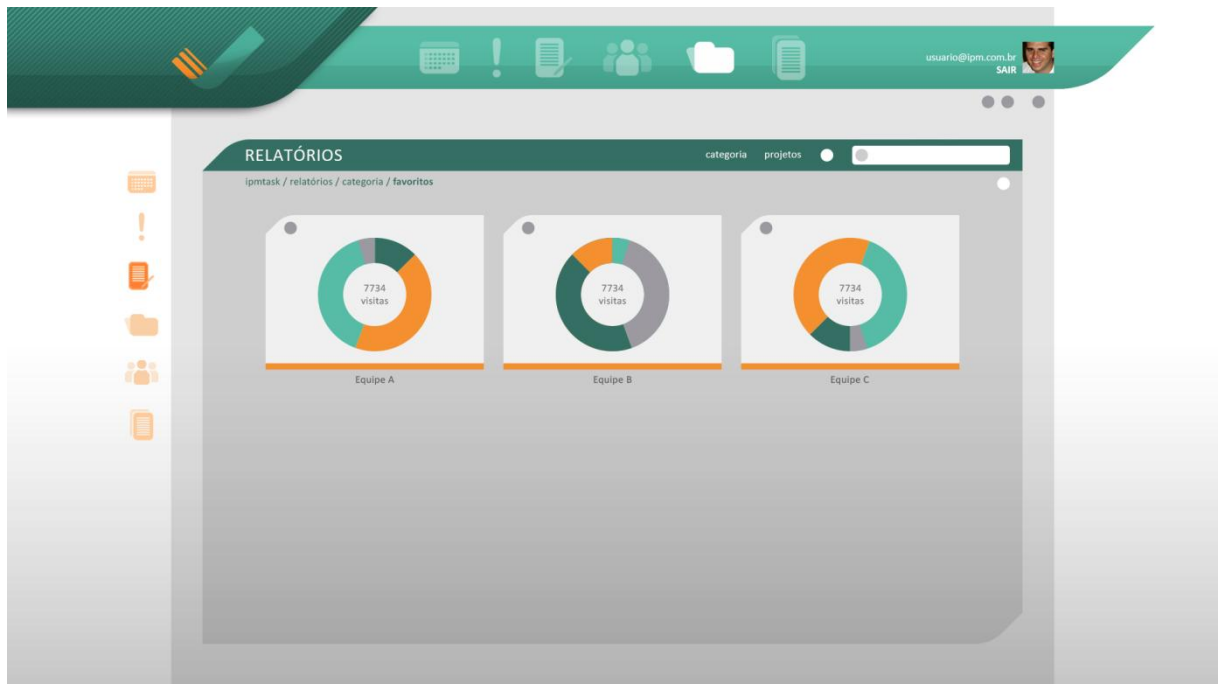 usuario@ipm.com.br
SAIR
RELATÓRIOS
categoria projetos
ipmtask / relatórios / categoria / favoritos
7734
visitas
7734
visitas
7734
visitas
Equipe A
Equipe B
Equipe C